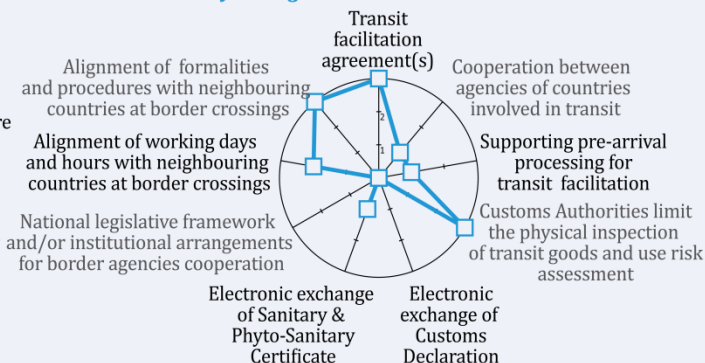 Transit
facilitation
agreement(s)
Alignment of formalities
and procedures with neighbouring
countries at border crossings
Cooperation between
agencies of countries
involved in transit
2
1
Alignment of working days
and hours with neighbouring
countries at border crossings
Supporting pre-arrival
processing for
transit facilitation
National legislative framework
and/or institutional arrangements
for border agencies cooperation
Customs Authorities limit
the physical inspection
of transit goods and use risk
assessment
Electronic exchange
of Sanitary &
Phyto-Sanitary
Certificate
Electronic
exchange of
Customs
Declaration